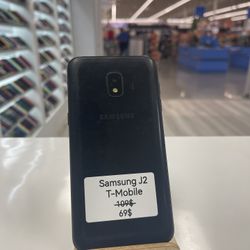 SAMSUNG
Samsung J2
T-Mobile
109$
69$